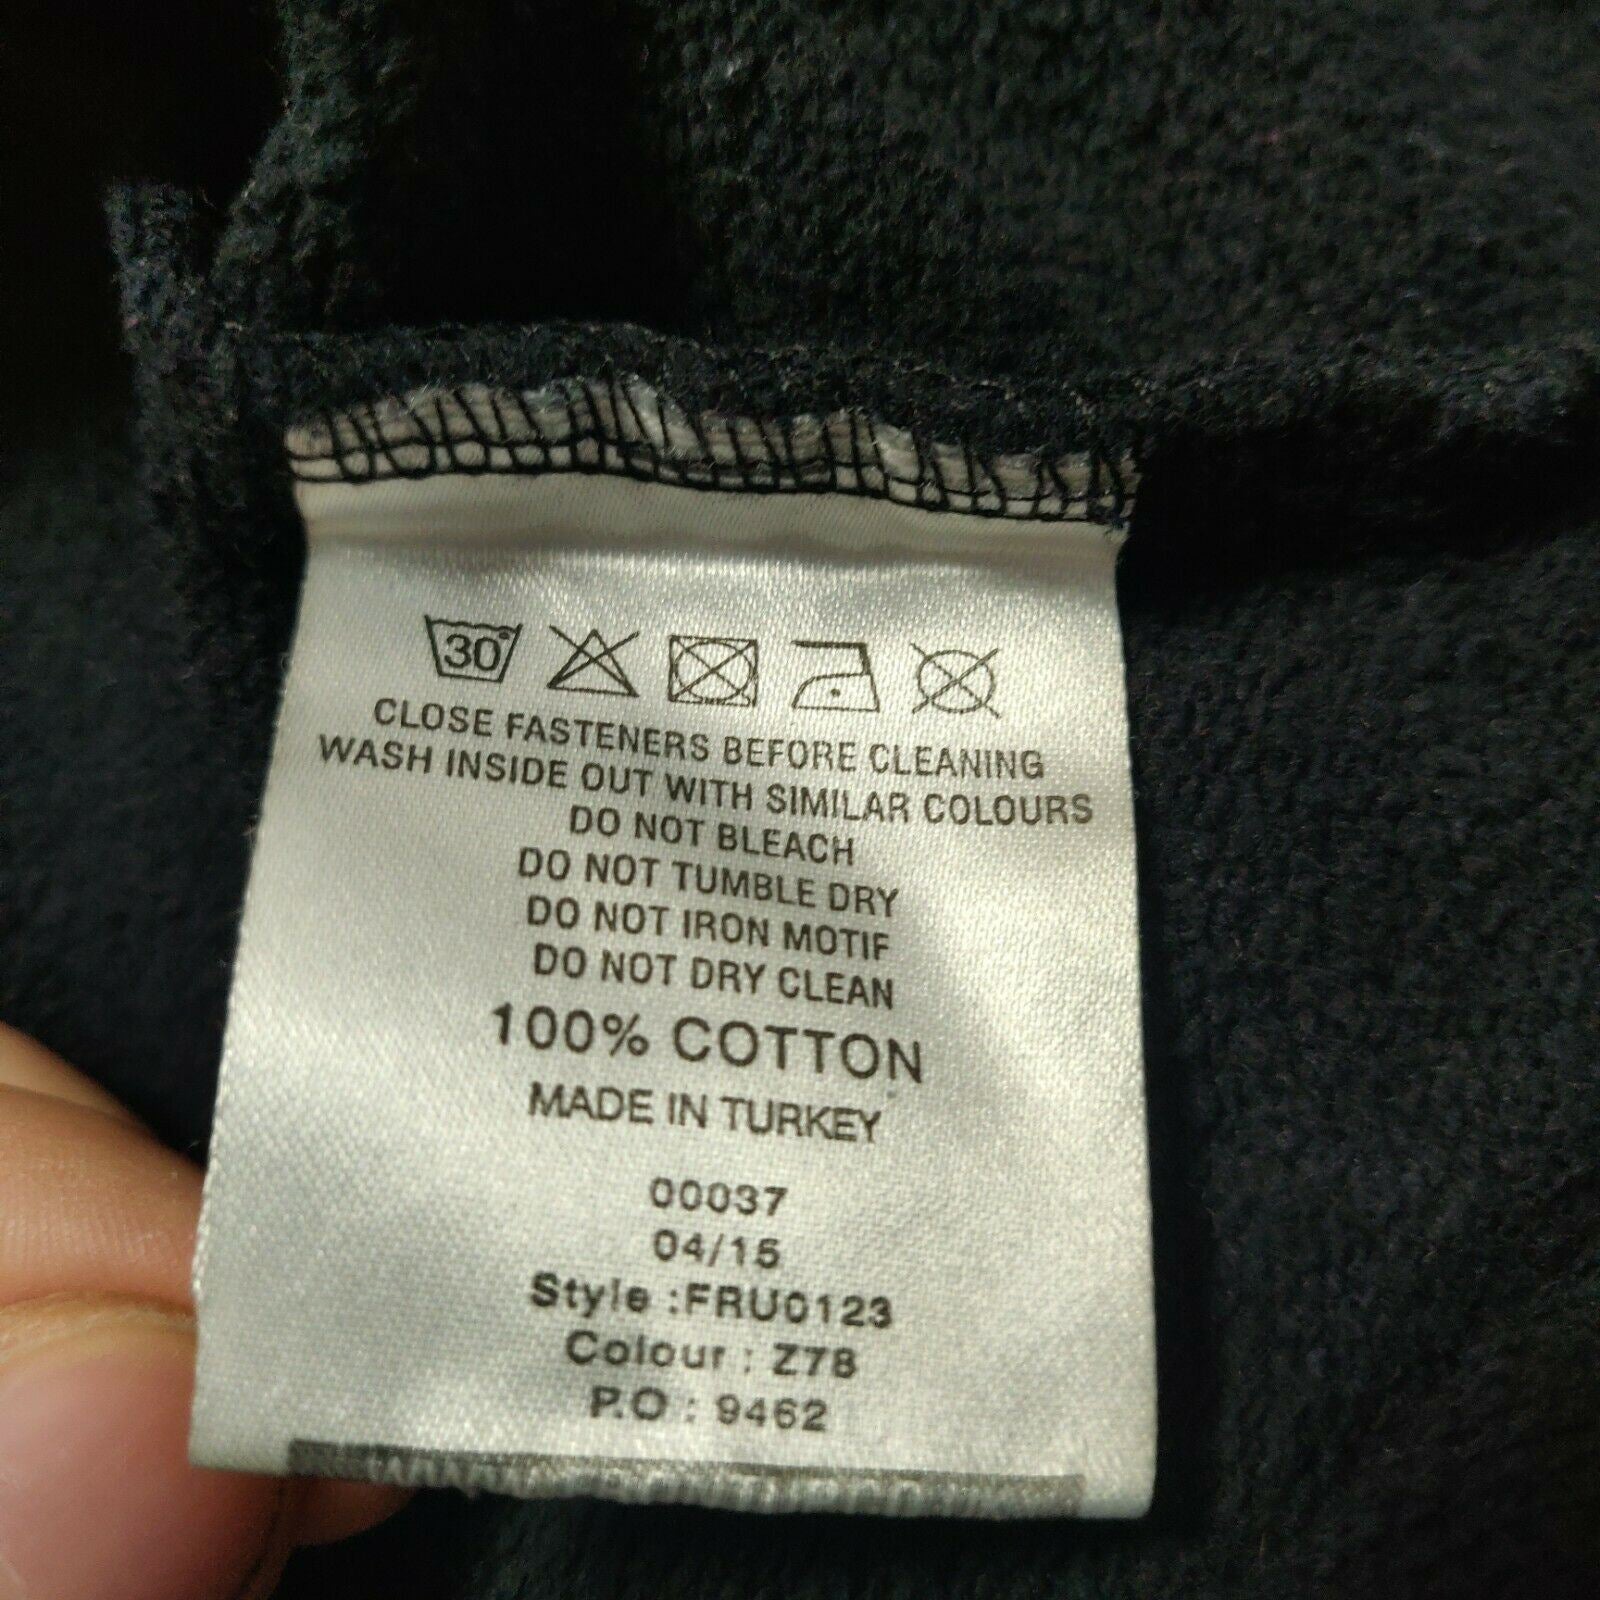 30°
CLOSE FASTENERS BEFORE CLEANING
WASH INSIDE OUT WITH SIMILAR COLOURS
DO NOT BLEACH
DO NOT TUMBLE DRY
DO NOT IRON MOTIF
DO NOT DRY CLEAN
100% COTTON
MADE IN TURKEY
00037
04/15
Style :FRU0123
Colour : Z78
P.O : 9462